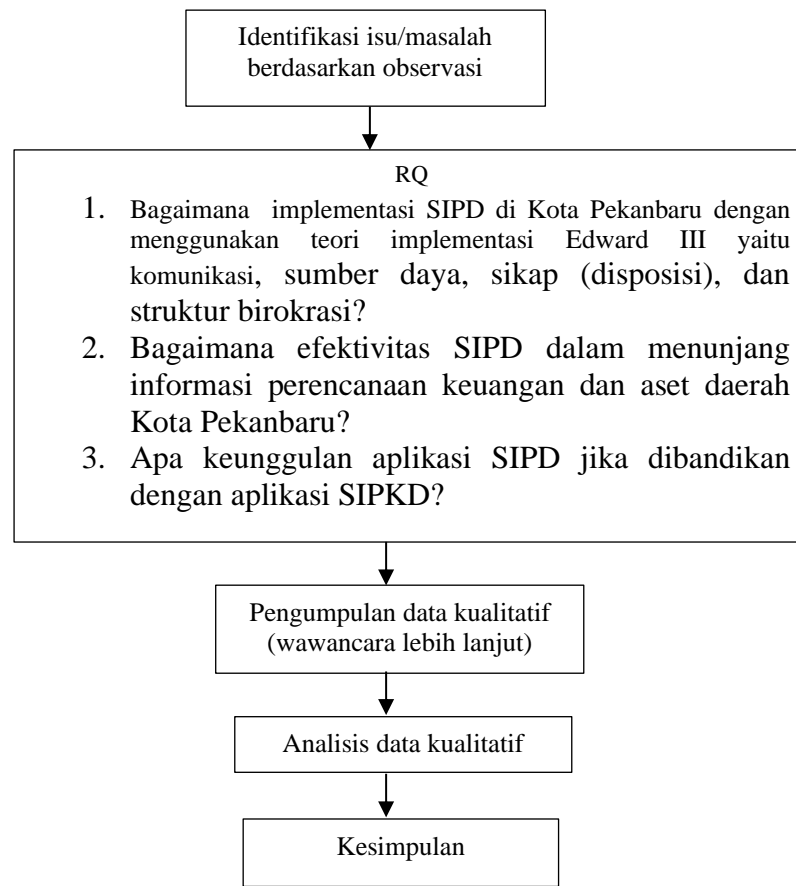 Identifikasi isu/masalah
berdasarkan observasi
RQ
1. Bagaimana implementasi SIPD di Kota Pekanbaru dengan
menggunakan teori implementasi Edward III yaitu
komunikasi, sumber daya, sikap (disposisi), dan
struktur birokrasi?
2. Bagaimana efektivitas SIPD dalam menunjang
informasi perencanaan keuangan dan aset daerah
Kota Pekanbaru?
3. Apa keunggulan aplikasi SIPD jika dibandikan
dengan aplikasi SIPKD?
Pengumpulan data kualitatif
(wawancara lebih lanjut)
Analisis data kualitatif
Kesimpulan